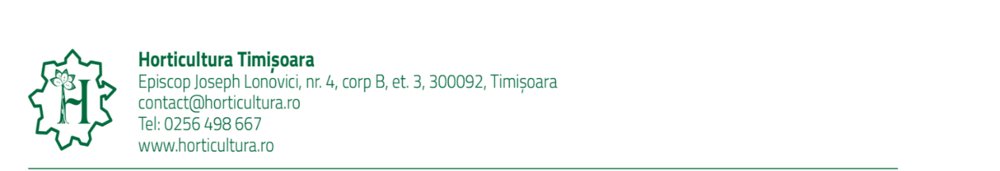 Horticultura Timișoara
Episcop Joseph Lonovici, nr. 4, corp B, et. 3, 300092, Timișoara
contact@horticultura.ro
Tel: 0256 498 667
www.horticultura.ro
H